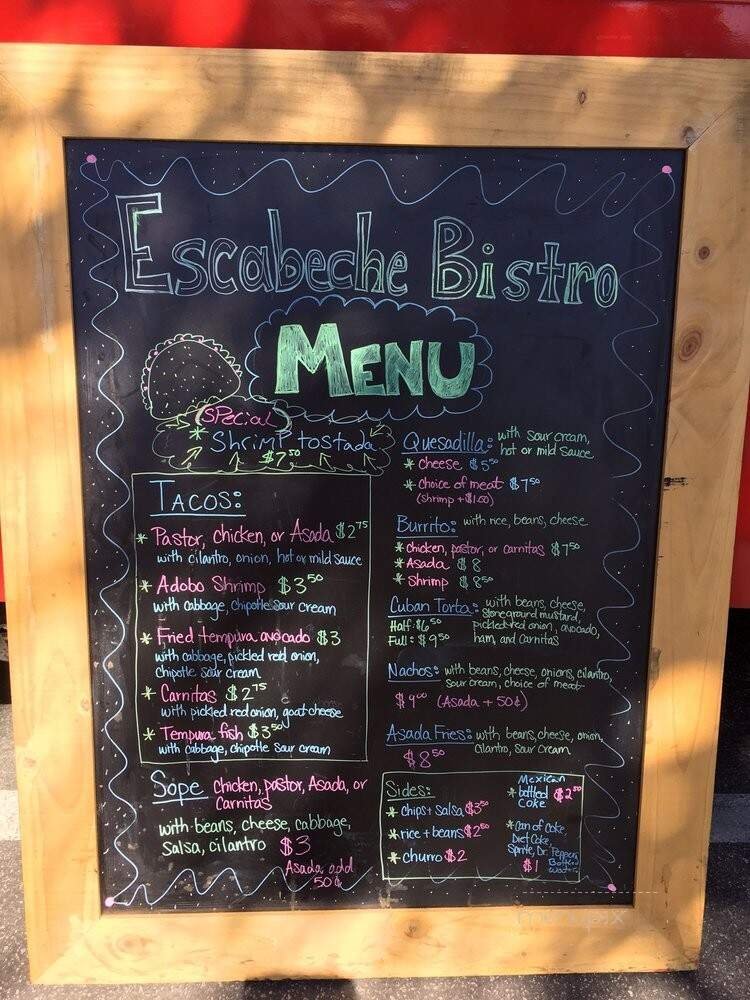 Escabeche Bistro
MENU
Special
* Shrimp tostada
$7.50
TACOS:
* Pastor, chicken, or Asada $2.75
with cilantro, onion, hot or mild sauce
* Adobo Shrimp $3.50
with cabbage, chipotle sour cream
* Fried tempura avocado $3
with cabbage, pickled red onion,
chipotle sour cream
* Carnitas $2.75
with pickled red onion, goat cheese
* Tempura fish $3.50
with cabbage, chipotle sour cream
Sope chicken, pastor, Asada, or
Carnitas
with beans, cheese, cabbage,
salsa, cilantro $3
Asada add
50¢
Quesadilla: with sour cream,
hot or mild sauce
* cheese $5.50
* choice of meat $7.50
(shrimp + $1.00)
Burrito: with rice, beans, cheese
* chicken, pastor, or carnitas $7.50
* Asada $8
* Shrimp $8.50
Cuban Torta: with beans, cheese,
stoneground mustard,
Half: $6.50 pickled red onion, avocado,
Full: $9.50 ham, and carnitas
Nachos: with beans, cheese, onions, cilantro,
sour cream, choice of meat
$9.00 (Asada + 50¢)
Asada Fries: with beans, cheese, onion,
cilantro, sour cream
$8.50
Sides:
* chips + salsa $3.50
* rice + beans $2.50
* churro $2
Mexican
* bottled $2.50
coke
* can of coke,
Diet Coke,
Sprite, Dr. Pepper,
$1 Bottled
water